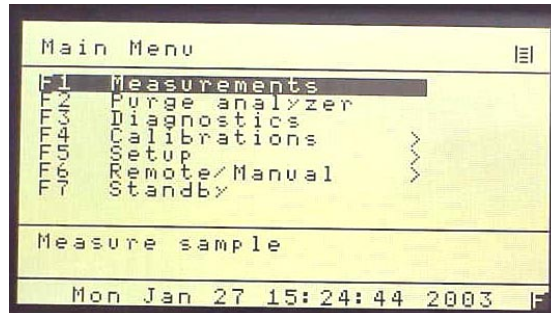 Main Menu
F1 Measurements
F2 Purge analyzer
F3 Diagnostics
F4 Calibrations >
F5 Setup >
F6 Remote/Manual >
F7 Standby
Measure sample
Mon Jan 27 15:24:44 2003 F